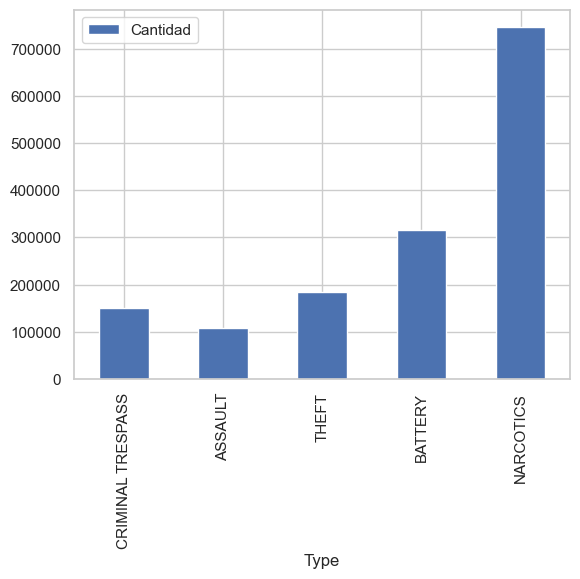 Cantidad
700000
600000
500000
400000
300000
200000
100000
0
CRIMINAL TRESPASS
ASSAULT
THEFT
BATTERY
NARCOTICS
Type